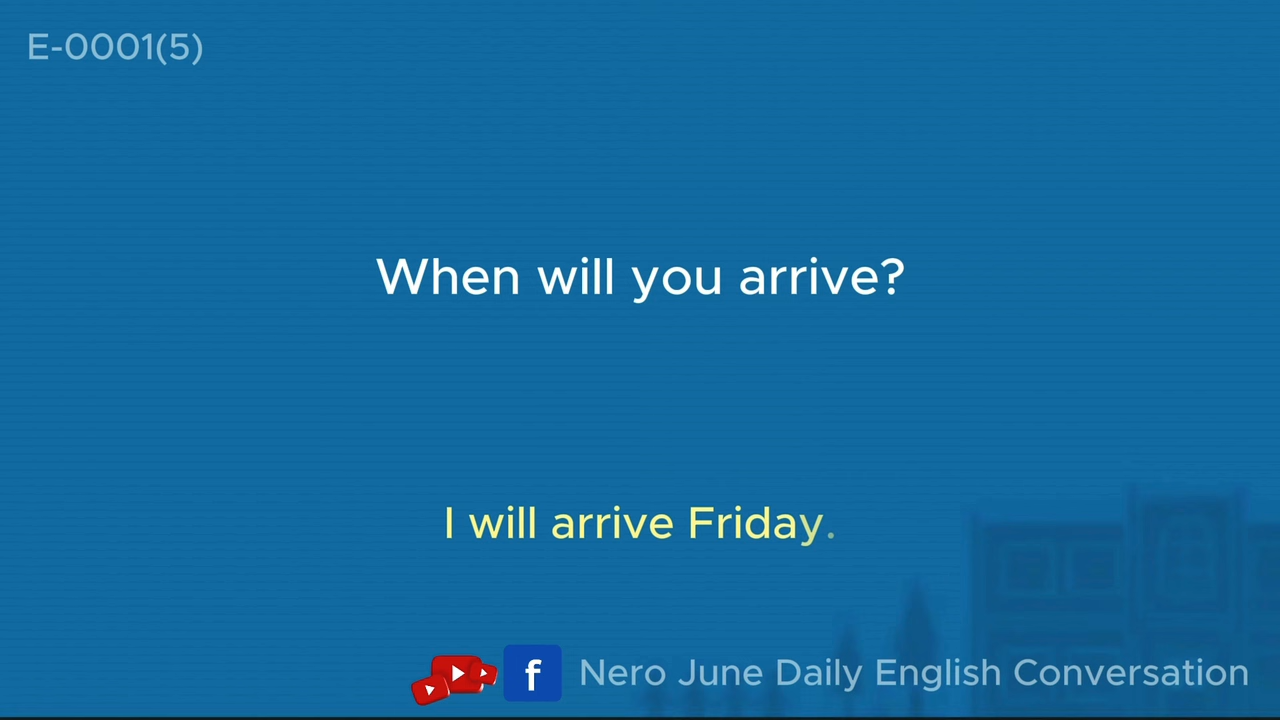 E-0001(5)
When will you arrive?
I will arrive Friday.
f Nero June Daily English Conversation